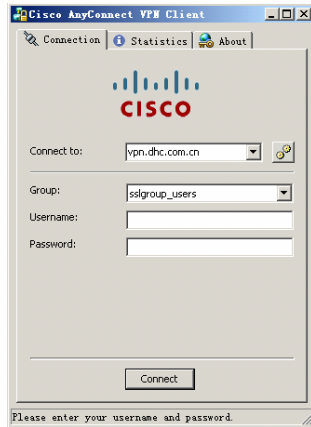 Cisco AnyConnect VPN Client
Connection Statistics About
CISCO
Connect to: vpn.dhc.com.cn
Group: sslgroup_users
Username:
Password:
Connect
Please enter your username and password.